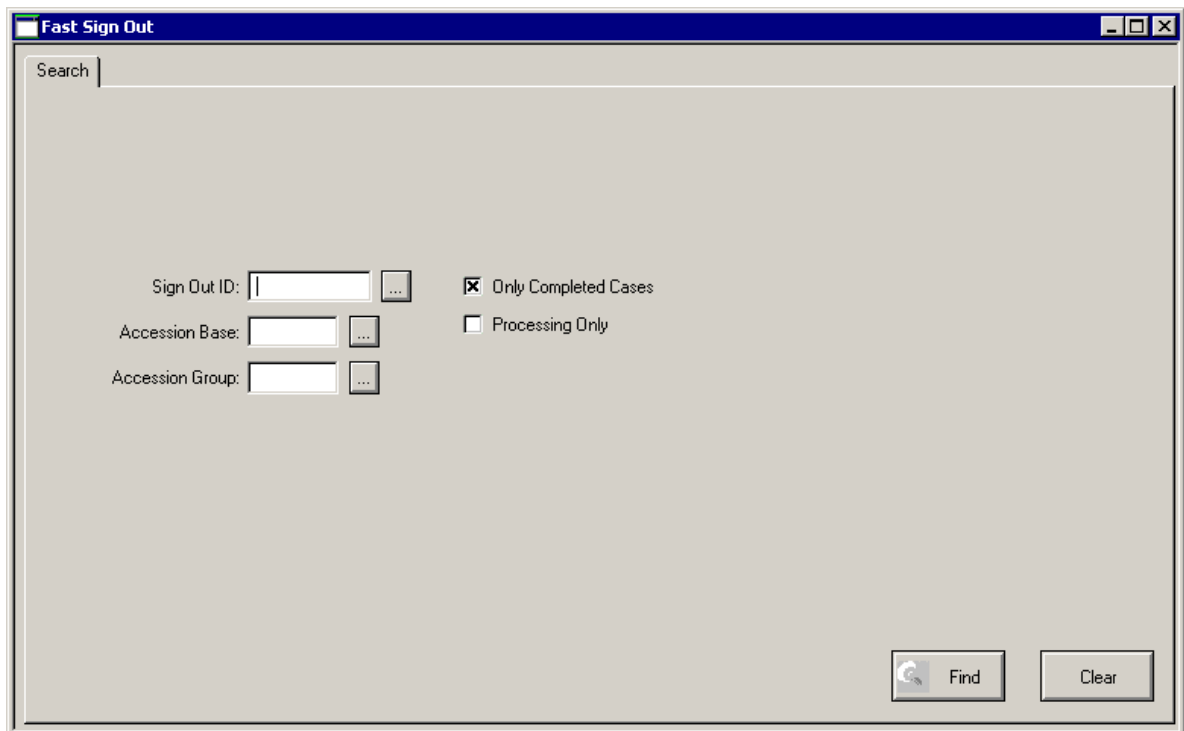 Fast Sign Out
Search
Sign Out ID: ... Only Completed Cases
Accession Base: ... Processing Only
Accession Group: ...
Find Clear